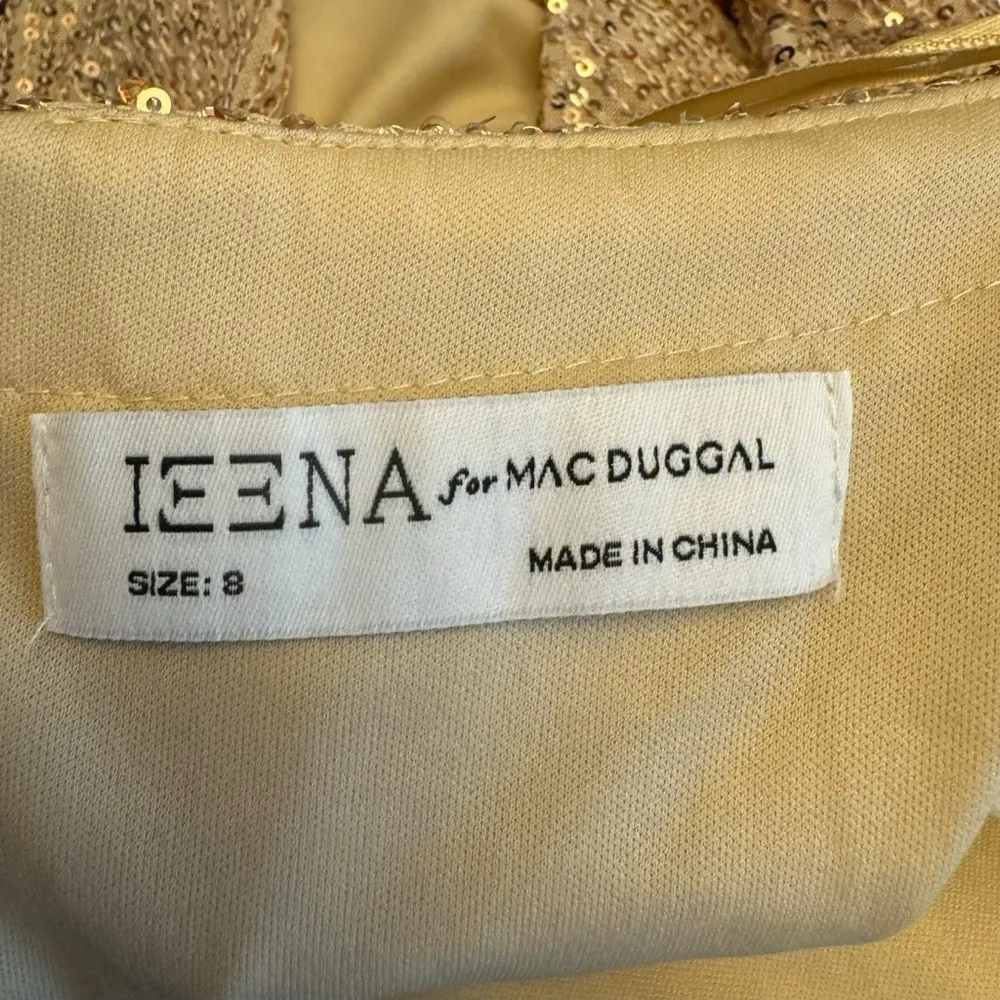 IEENA for MAC DUGGAL
SIZE: 8 MADE IN CHINA